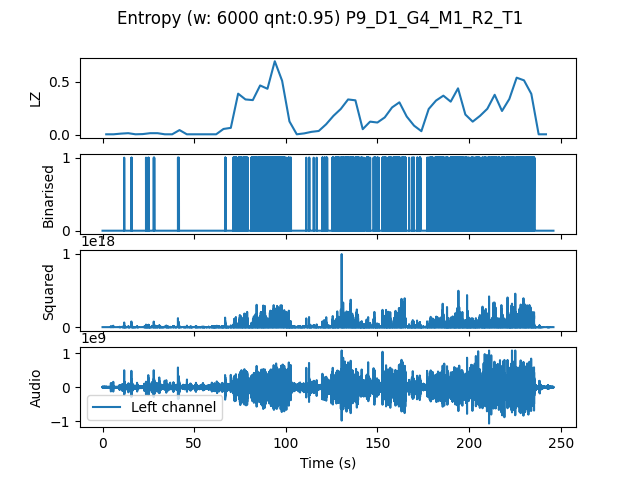 Entropy (w: 6000 qnt:0.95) P9_D1_G4_M1_R2_T1
LZ
0.5
0.0
Binarised
1
0
1e18
Squared
1
0
1e9
Audio
1
0
−1
Left channel
0 50 100 150 200 250
Time (s)